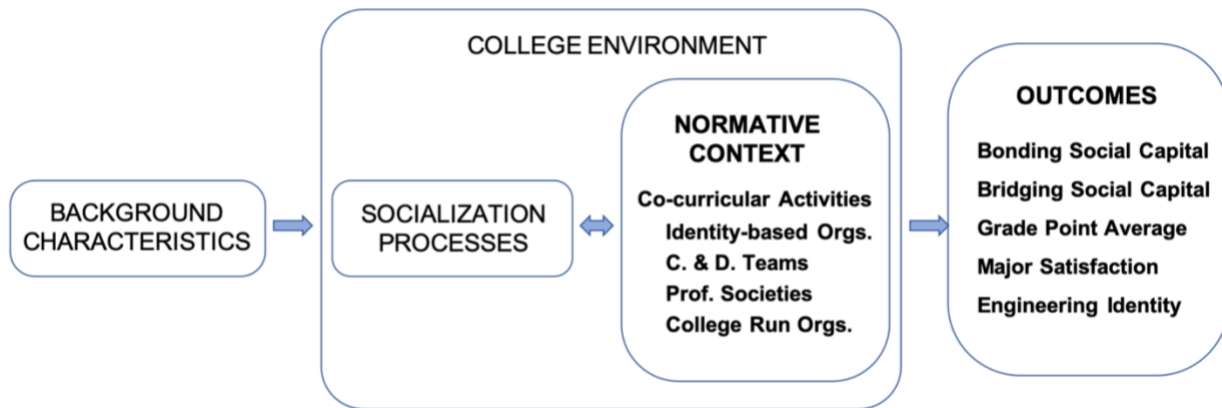 COLLEGE ENVIRONMENT
BACKGROUND
CHARACTERISTICS
SOCIALIZATION
PROCESSES
NORMATIVE
CONTEXT
Co-curricular Activities
Identity-based Orgs.
C. & D. Teams
Prof. Societies
College Run Orgs.
OUTCOMES
Bonding Social Capital
Bridging Social Capital
Grade Point Average
Major Satisfaction
Engineering Identity